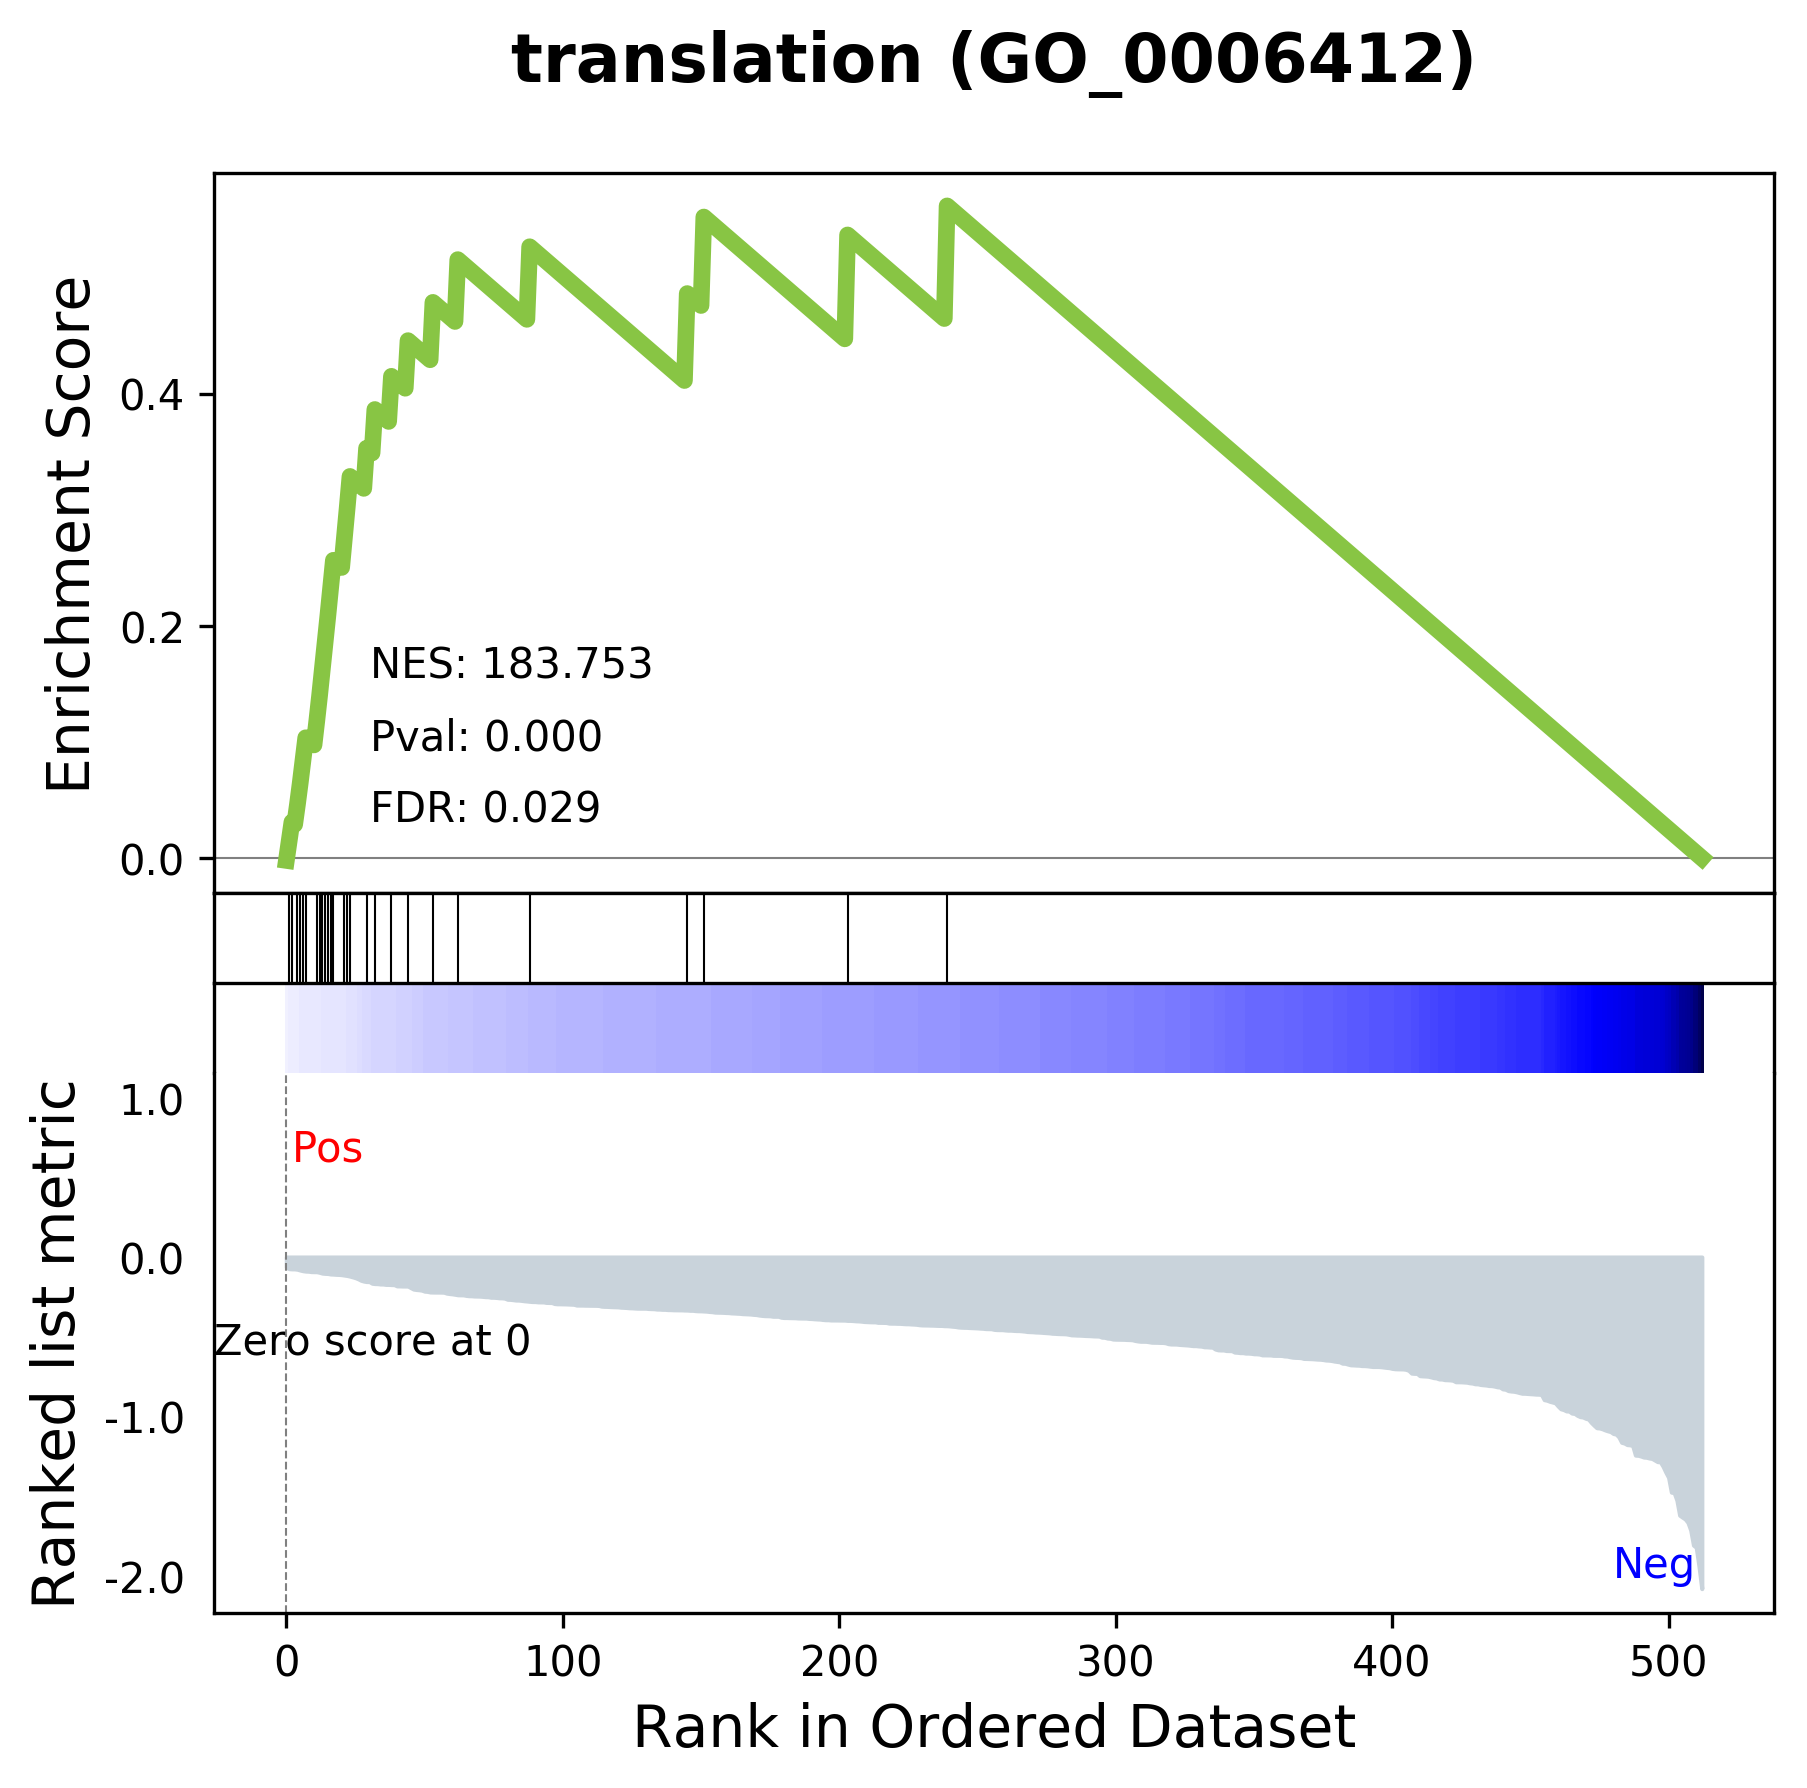 translation (GO_0006412)
Enrichment Score
0.4
0.2
0.0
NES: 183.753
Pval: 0.000
FDR: 0.029
Ranked list metric
1.0
0.0
-1.0
-2.0
Pos
Zero score at 0
Neg
0 100 200 300 400 500
Rank in Ordered Dataset